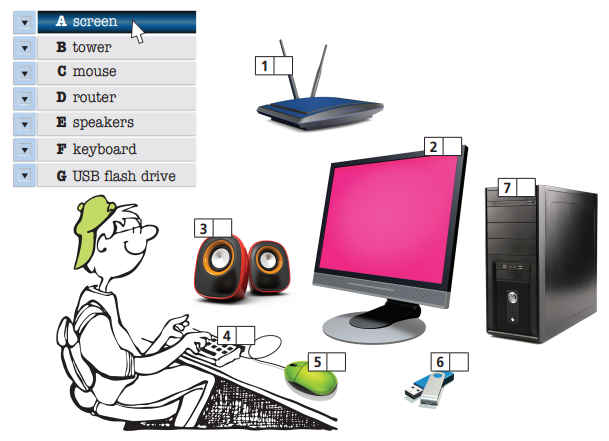 A screen
B tower
C mouse
D router
E speakers
F keyboard
G USB flash drive
1
2
7
3
4
5
6